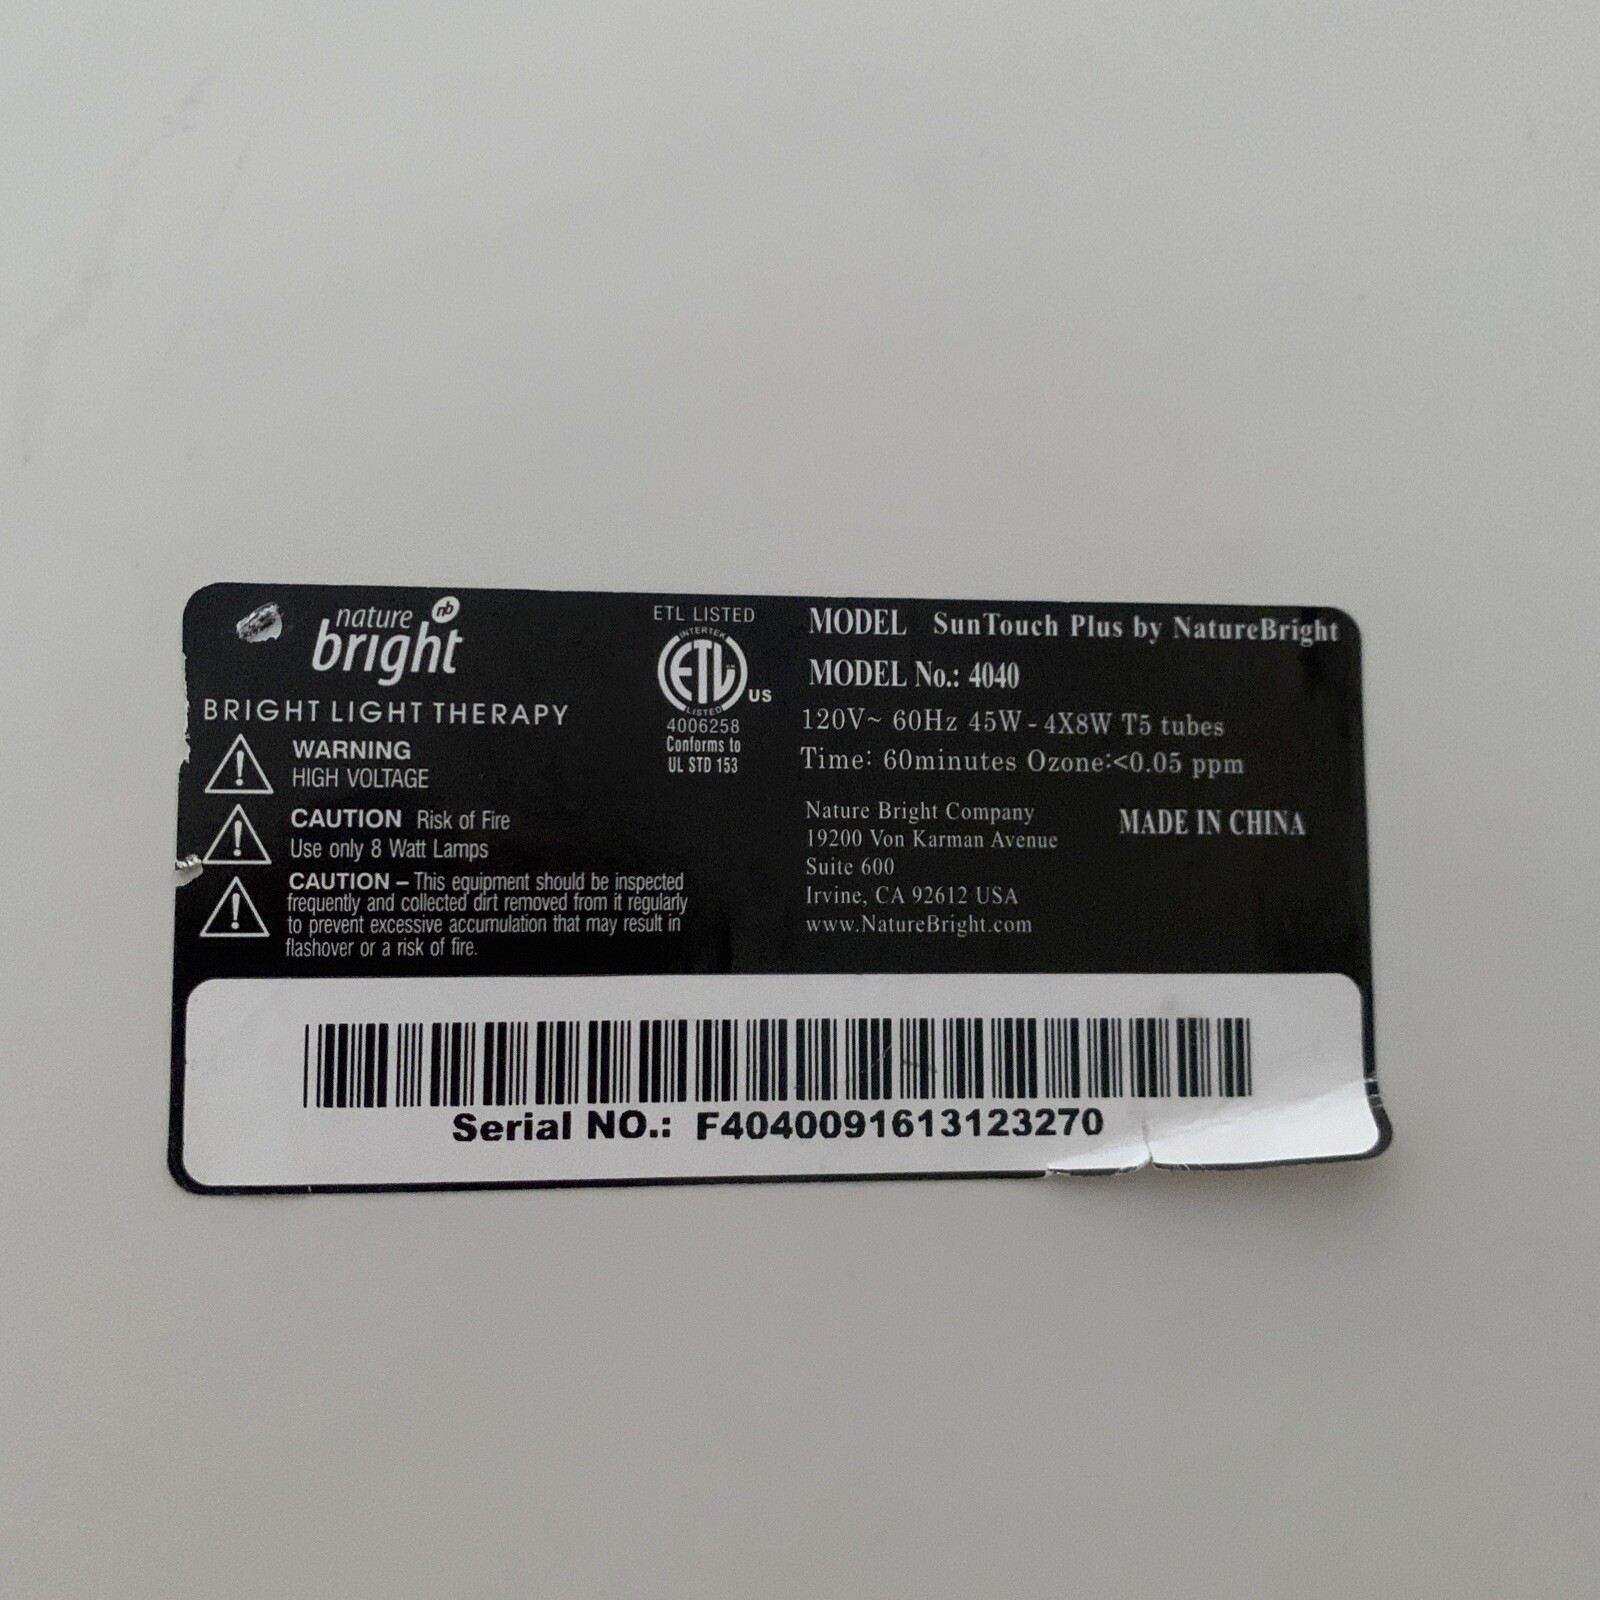 nature nb
bright
BRIGHT LIGHT THERAPY
WARNING
HIGH VOLTAGE
CAUTION Risk of Fire
Use only 8 Watt Lamps
CAUTION – This equipment should be inspected
frequently and collected dirt removed from it regularly
to prevent excessive accumulation that may result in
flashover or a risk of fire.
ETL LISTED
INTERTEK
ETL
LISTED
US
4006258
Conforms to
UL STD 153
MODEL SunTouch Plus by NatureBright
MODEL No.: 4040
120V~ 60Hz 45W - 4X8W T5 tubes
Time: 60minutes Ozone:<0.05 ppm
Nature Bright Company
19200 Von Karman Avenue
Suite 600
Irvine, CA 92612 USA
www.NatureBright.com
MADE IN CHINA
Serial NO.: F4040091613123270